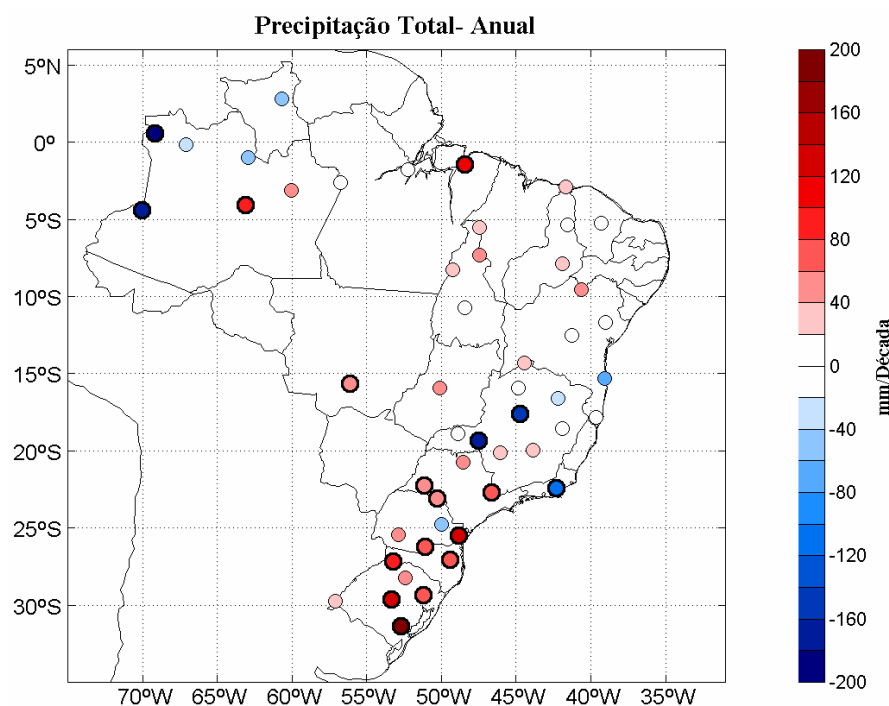 Precipitação Total- Anual
5ºN
0º
5ºS
10ºS
15ºS
20ºS
25ºS
30ºS
70ºW
65ºW
60ºW
55ºW
50ºW
45ºW
40ºW
35ºW
200
160
120
80
40
0
-40
-80
-120
-160
-200
mm/Década